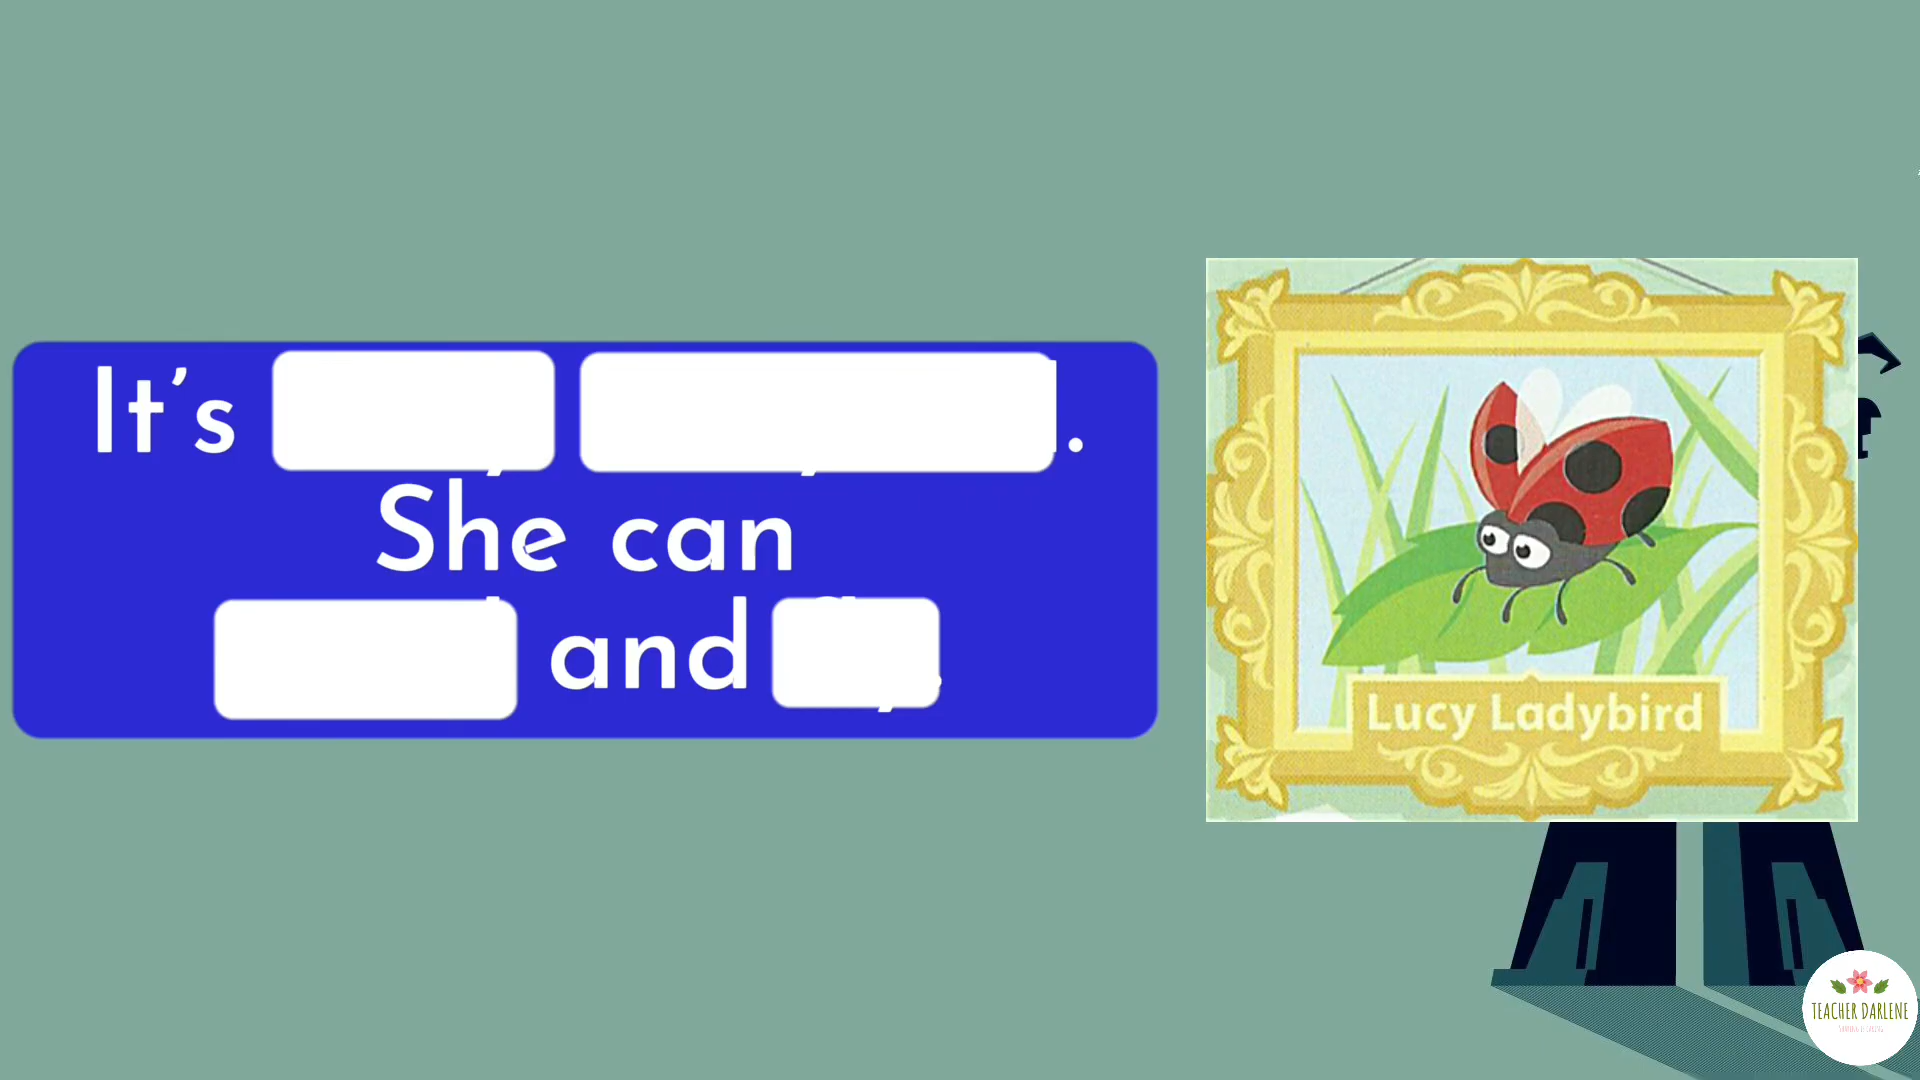 It's .
She can
and .
Lucy Ladybird
TEACHER DARLENE